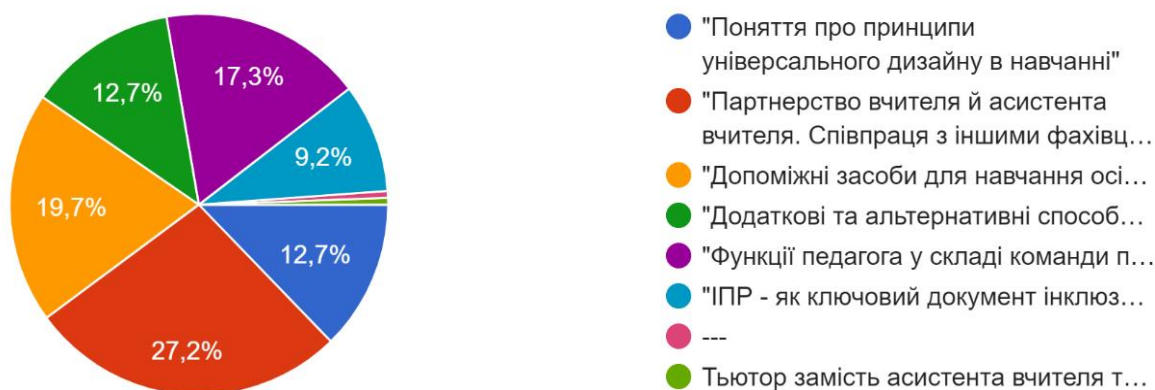 17,3%
12,7%
9,2%
19,7%
12,7%
27,2%
"Поняття про принципи
універсального дизайну в навчанні"
"Партнерство вчителя й асистента
вчителя. Співпраця з іншими фахівц…
"Допоміжні засоби для навчання осі…
"Додаткові та альтернативні способ…
"Функції педагога у складі команди п…
"ІПР - як ключовий документ інклюз…
---
Тьютор замість асистента вчителя т…